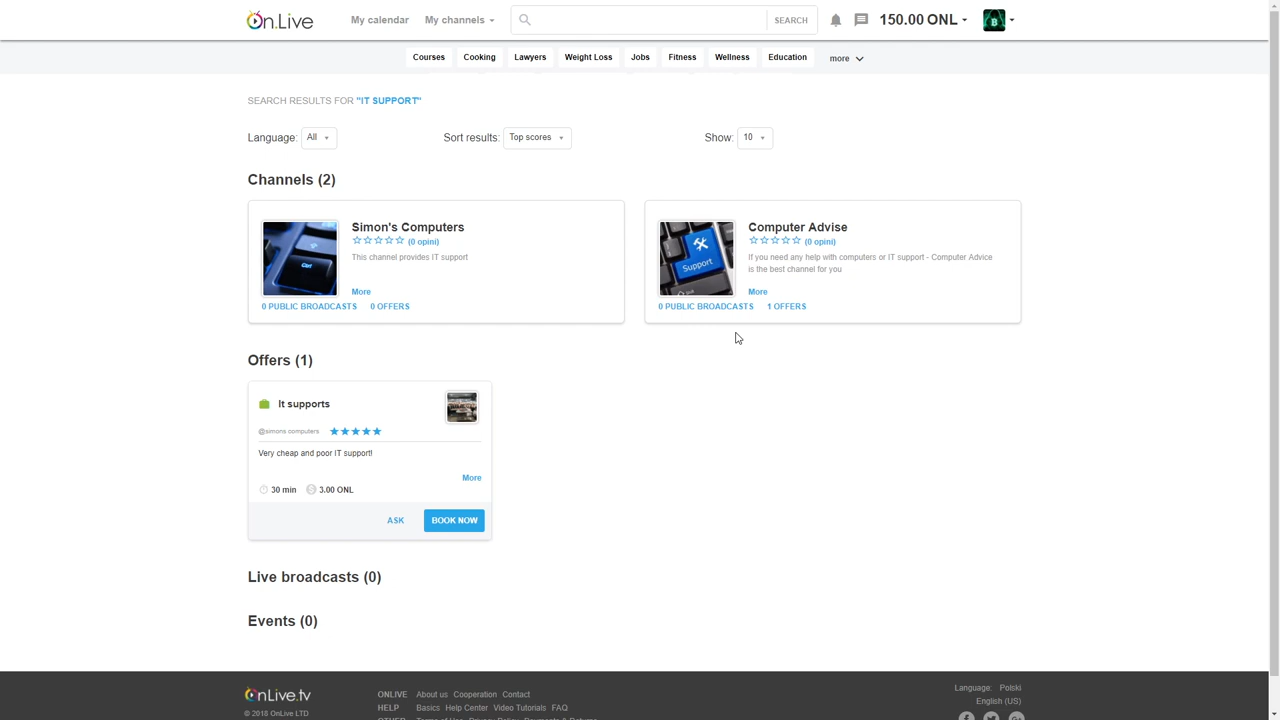 On.Live My calendar My channels SEARCH 150.00 ONL
Courses Cooking Lawyers Weight Loss Jobs Fitness Wellness Education more
SEARCH RESULTS FOR "IT SUPPORT"
Language: All Sort results: Top scores Show: 10
Channels (2)
Simon's Computers
(0 opini)
This channel provides IT support
More
0 PUBLIC BROADCASTS 0 OFFERS
Ctrl
Computer Advise
(0 opini)
If you need any help with computers or IT support - Computer Advice
is the best channel for you
More
0 PUBLIC BROADCASTS 1 OFFERS
Support
Offers (1)
It supports
@simons computers
Very cheap and poor IT support!
More
30 min 3.00 ONL
ASK BOOK NOW
Live broadcasts (0)
Events (0)
OnLive.tv
© 2018 OnLive LTD
ONLIVE About us Cooperation Contact
HELP Basics Help Center Video Tutorials FAQ
Language: Polski
English (US)